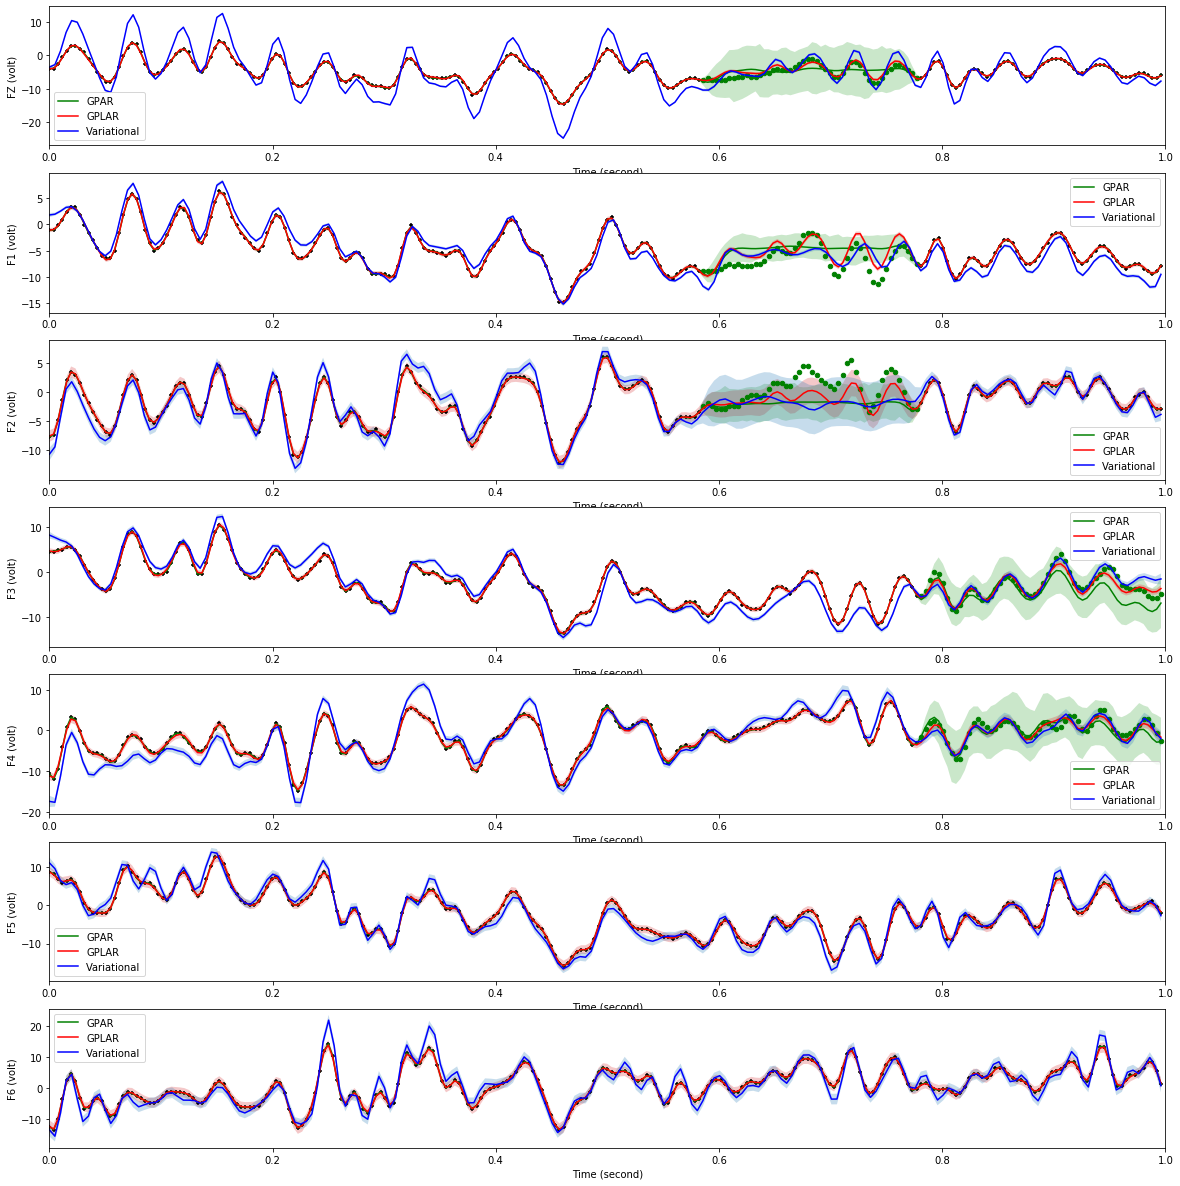 FZ (volt)
10
0
−10
−20
GPAR
GPLAR
Variational
0.0 0.2 0.4 0.6 0.8 1.0
Time (second)
F1 (volt)
5
0
−5
−10
−15
GPAR
GPLAR
Variational
0.0 0.2 0.4 0.6 0.8 1.0
Time (second)
F2 (volt)
5
0
−5
−10
GPAR
GPLAR
Variational
0.0 0.2 0.4 0.6 0.8 1.0
Time (second)
F3 (volt)
10
0
−10
GPAR
GPLAR
Variational
0.0 0.2 0.4 0.6 0.8 1.0
Time (second)
F4 (volt)
10
0
−10
−20
GPAR
GPLAR
Variational
0.0 0.2 0.4 0.6 0.8 1.0
Time (second)
F5 (volt)
10
0
−10
GPAR
GPLAR
Variational
0.0 0.2 0.4 0.6 0.8 1.0
Time (second)
F6 (volt)
20
10
0
−10
GPAR
GPLAR
Variational
0.0 0.2 0.4 0.6 0.8 1.0
Time (second)